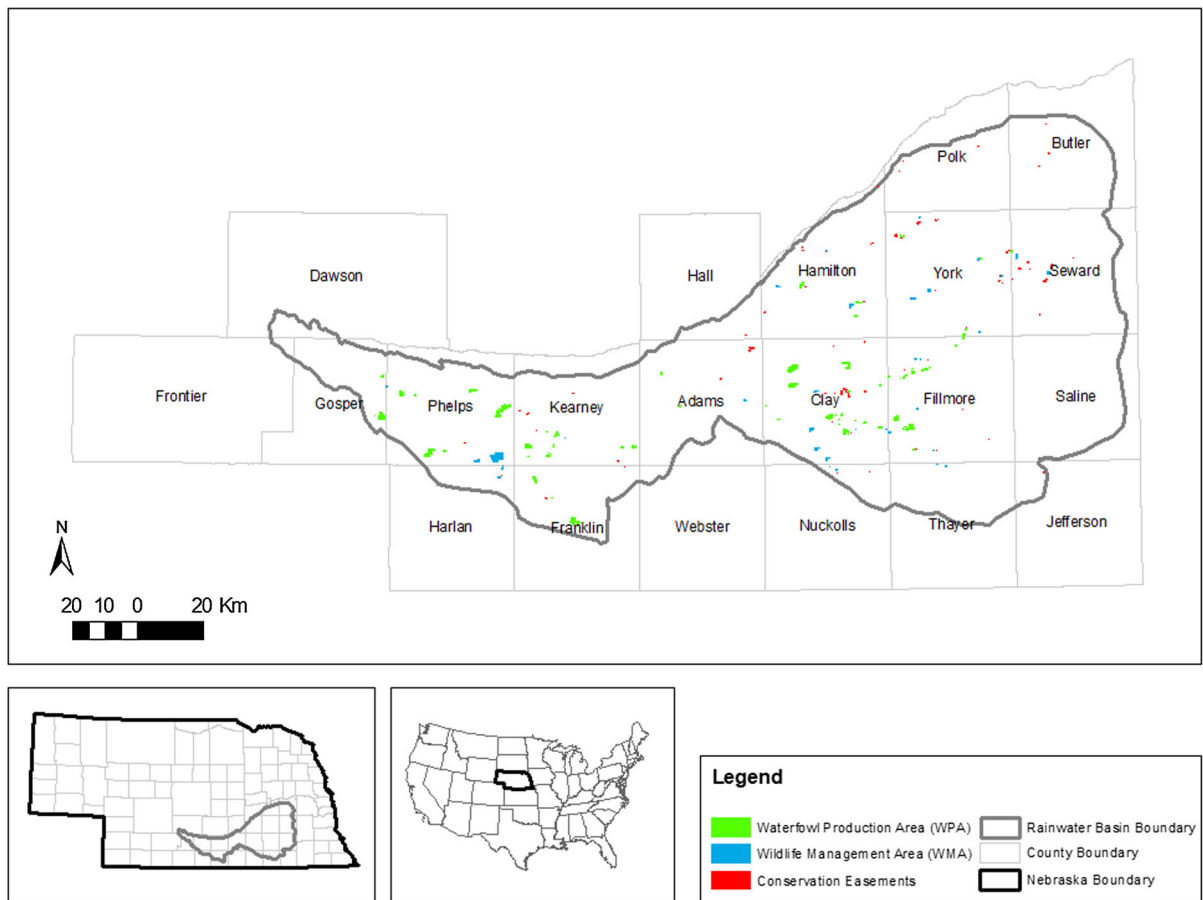 Butler
Polk
Dawson
Hall
Hamilton
York
Seward
Frontier
Gosper
Phelps
Kearney
Adams
Clay
Fillmore
Saline
Harlan
Franklin
Webster
Nuckolls
Thayer
Jefferson
N
20 10 0 20 Km
Legend
Waterfowl Production Area (WPA)
Wildlife Management Area (WMA)
Conservation Easements
Rainwater Basin Boundary
County Boundary
Nebraska Boundary